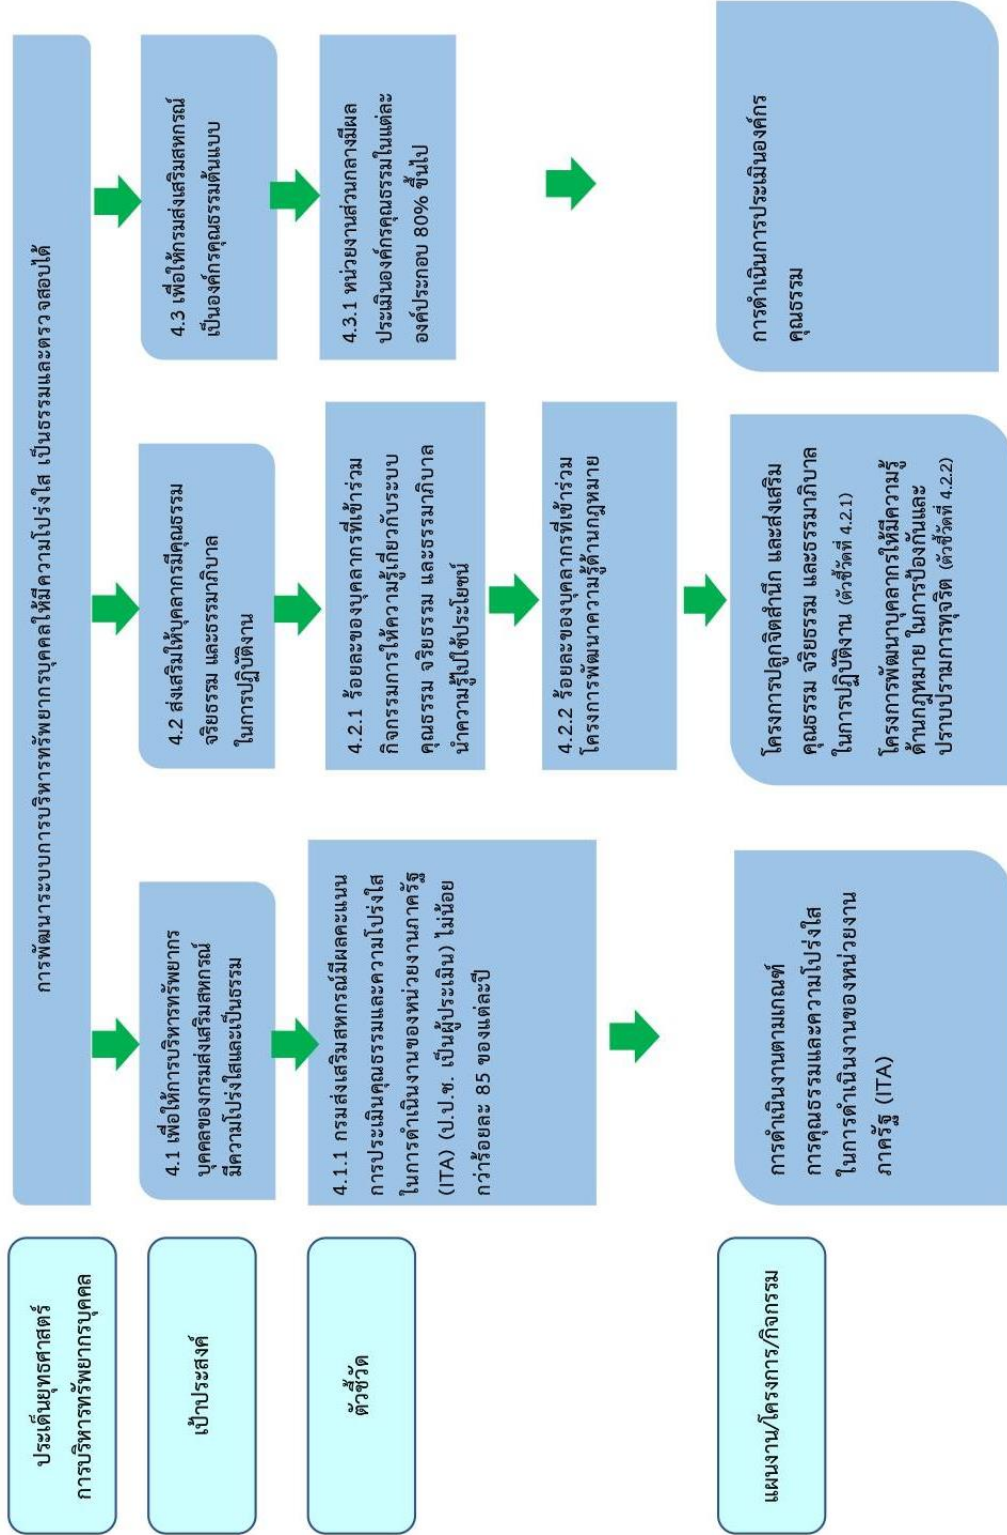 ประเด็นยุทธศาสตร์
การบริหารทรัพยากรบุคคล
การพัฒนาระบบการบริหารทรัพยากรบุคคลให้มีความโปร่งใส เป็นธรรมและตรวจสอบได้
เป้าประสงค์
4.1 เพื่อให้การบริหารทรัพยากร
บุคคลของกรมส่งเสริมสหกรณ์
มีความโปร่งใสและเป็นธรรม
4.2 ส่งเสริมให้บุคลากรมีคุณธรรม
จริยธรรม และธรรมาภิบาล
ในการปฏิบัติงาน
4.3 เพื่อให้กรมส่งเสริมสหกรณ์
เป็นองค์กรคุณธรรมต้นแบบ
ตัวชี้วัด
4.1.1 กรมส่งเสริมสหกรณ์มีผลคะแนน
การประเมินคุณธรรมและความโปร่งใส
ในการดำเนินงานของหน่วยงานภาครัฐ
(ITA) (ป.ป.ช. เป็นผู้ประเมิน) ไม่น้อย
กว่าร้อยละ 85 ของแต่ละปี
4.2.1 ร้อยละของบุคลากรที่เข้าร่วม
กิจกรรมการให้ความรู้เกี่ยวกับระบบ
คุณธรรม จริยธรรม และธรรมาภิบาล
นำความรู้ไปใช้ประโยชน์
4.2.2 ร้อยละของบุคลากรที่เข้าร่วม
โครงการพัฒนาความรู้ด้านกฎหมาย
4.3.1 หน่วยงานส่วนกลางมีผล
ประเมินองค์กรคุณธรรมในแต่ละ
องค์ประกอบ 80% ขึ้นไป
แผนงาน/โครงการ/กิจกรรม
การดำเนินงานตามเกณฑ์
การคุณธรรมและความโปร่งใส
ในการดำเนินงานของหน่วยงาน
ภาครัฐ (ITA)
โครงการปลูกจิตสำนึก และส่งเสริม
คุณธรรม จริยธรรม และธรรมาภิบาล
ในการปฏิบัติงาน (ตัวชี้วัดที่ 4.2.1)
โครงการพัฒนาบุคลากรให้มีความรู้
ด้านกฎหมาย ในการป้องกันและ
ปราบปรามการทุจริต (ตัวชี้วัดที่ 4.2.2)
การดำเนินการประเมินองค์กร
คุณธรรม